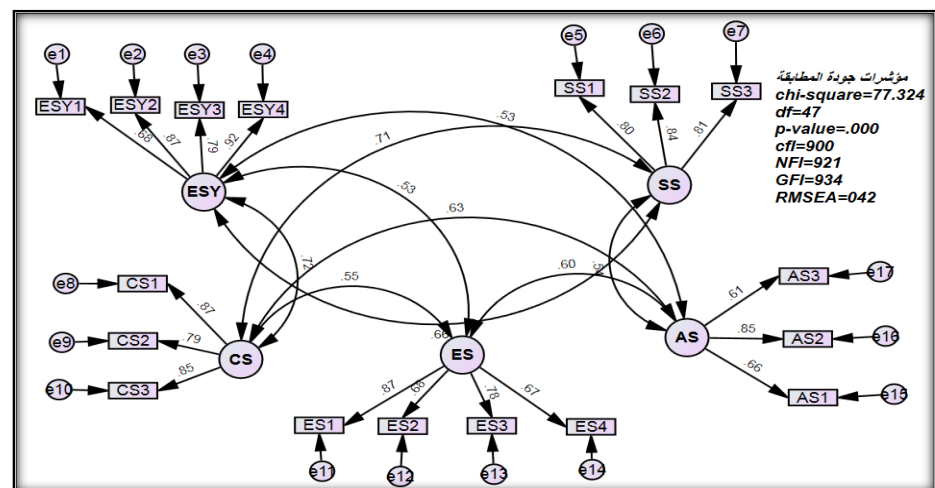 e1 e2 e3 e4
ESY1 ESY2 ESY3 ESY4
.68 .87 .79 .92
ESY
e5 e6 e7
SS1 SS2 SS3
.80 .84 .81
SS
مؤشرات جودة المطابقة
chi-square=77.324
df=47
p-value=.000
cfI=900
NFI=921
GFI=934
RMSEA=042
.53
.71
.53
.63
.72
.55
.60
.66
e8 CS1 .87
e9 CS2 .79
e10 CS3 .85
CS
ES
AS
.61 AS3 e17
.85 AS2 e16
.66 AS1 e15
.87 .68 .78 .67
ES1 ES2 ES3 ES4
e11 e12 e13 e14